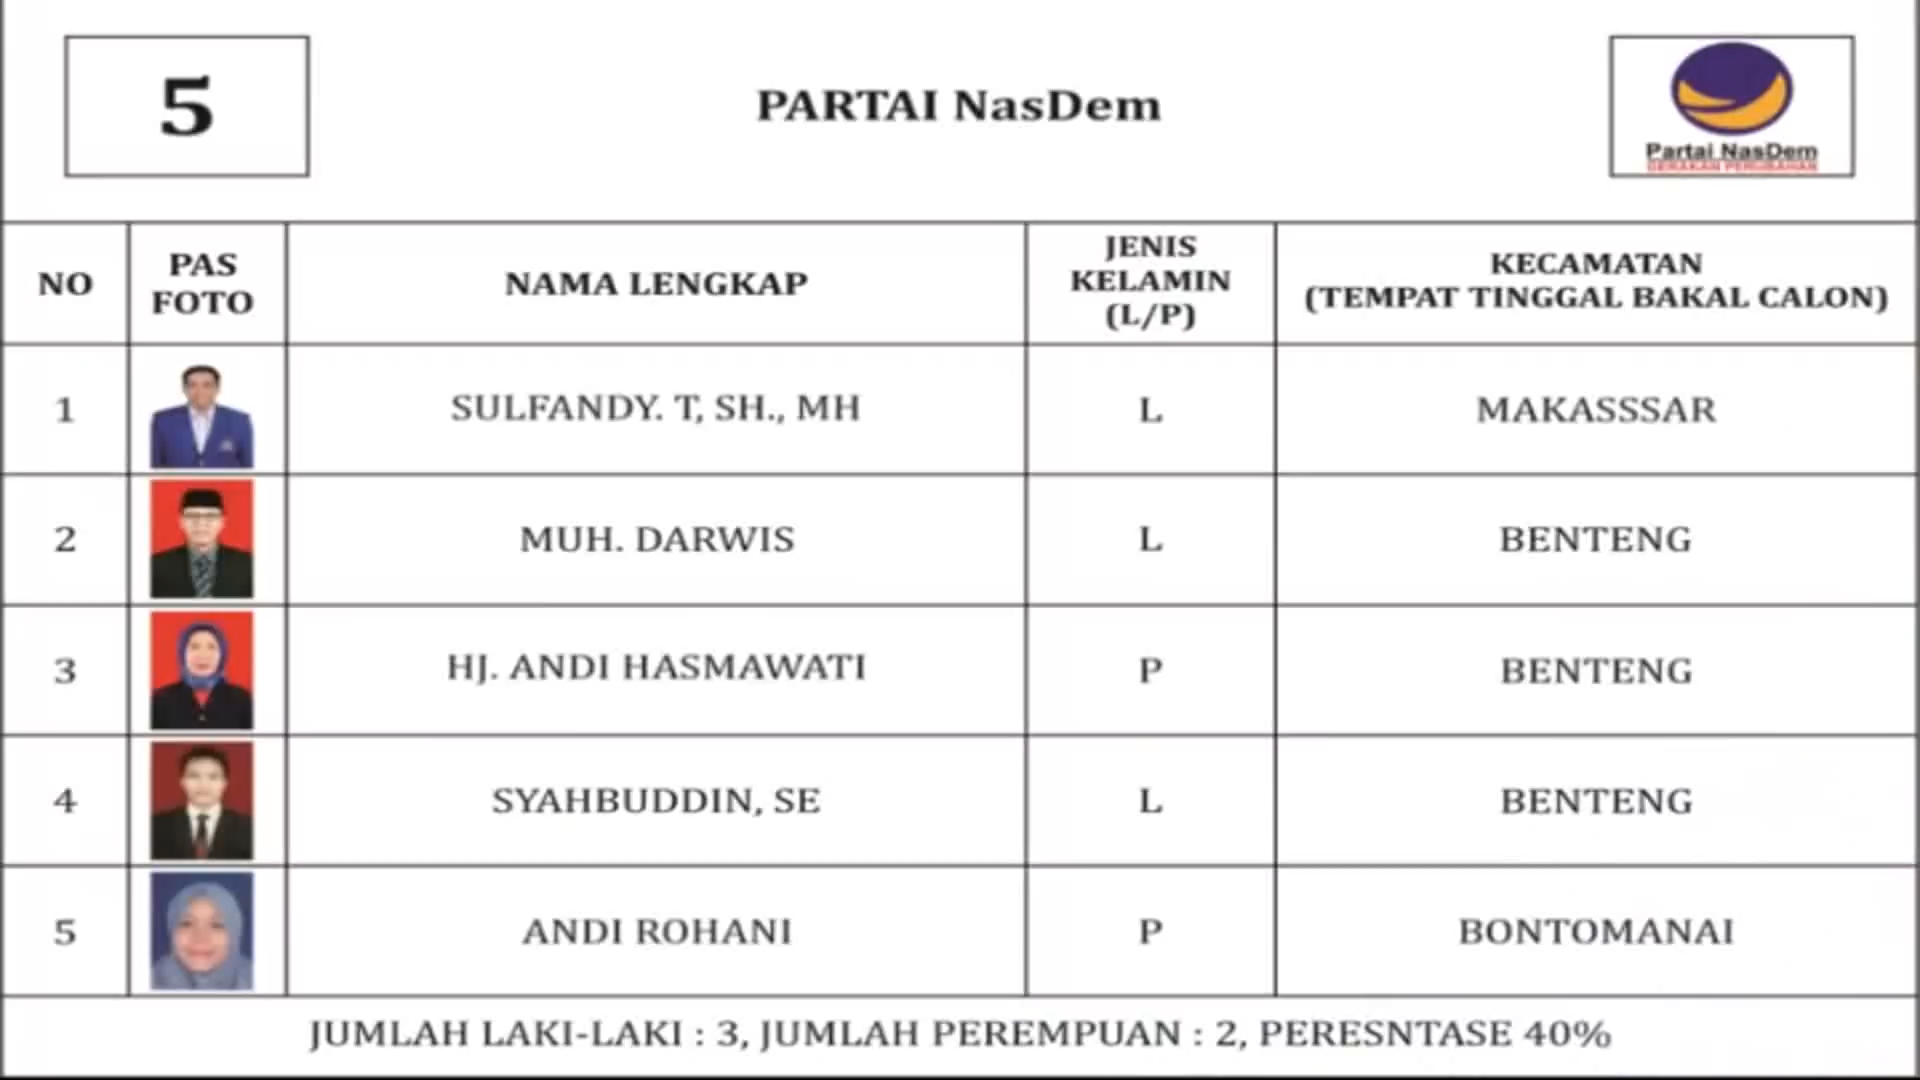 5
PARTAI NasDem
Partai NasDem
GERAKAN PERUBAHAN
NO
PAS
FOTO
NAMA LENGKAP
JENIS
KELAMIN
(L/P)
KECAMATAN
(TEMPAT TINGGAL BAKAL CALON)
1 SULFANDY. T, SH., MH L MAKASSSAR
2 MUH. DARWIS L BENTENG
3 HJ. ANDI HASMAWATI P BENTENG
4 SYAHBUDDIN, SE L BENTENG
5 ANDI ROHANI P BONTOMANAI
JUMLAH LAKI-LAKI : 3, JUMLAH PEREMPUAN : 2, PERESNTASE 40%